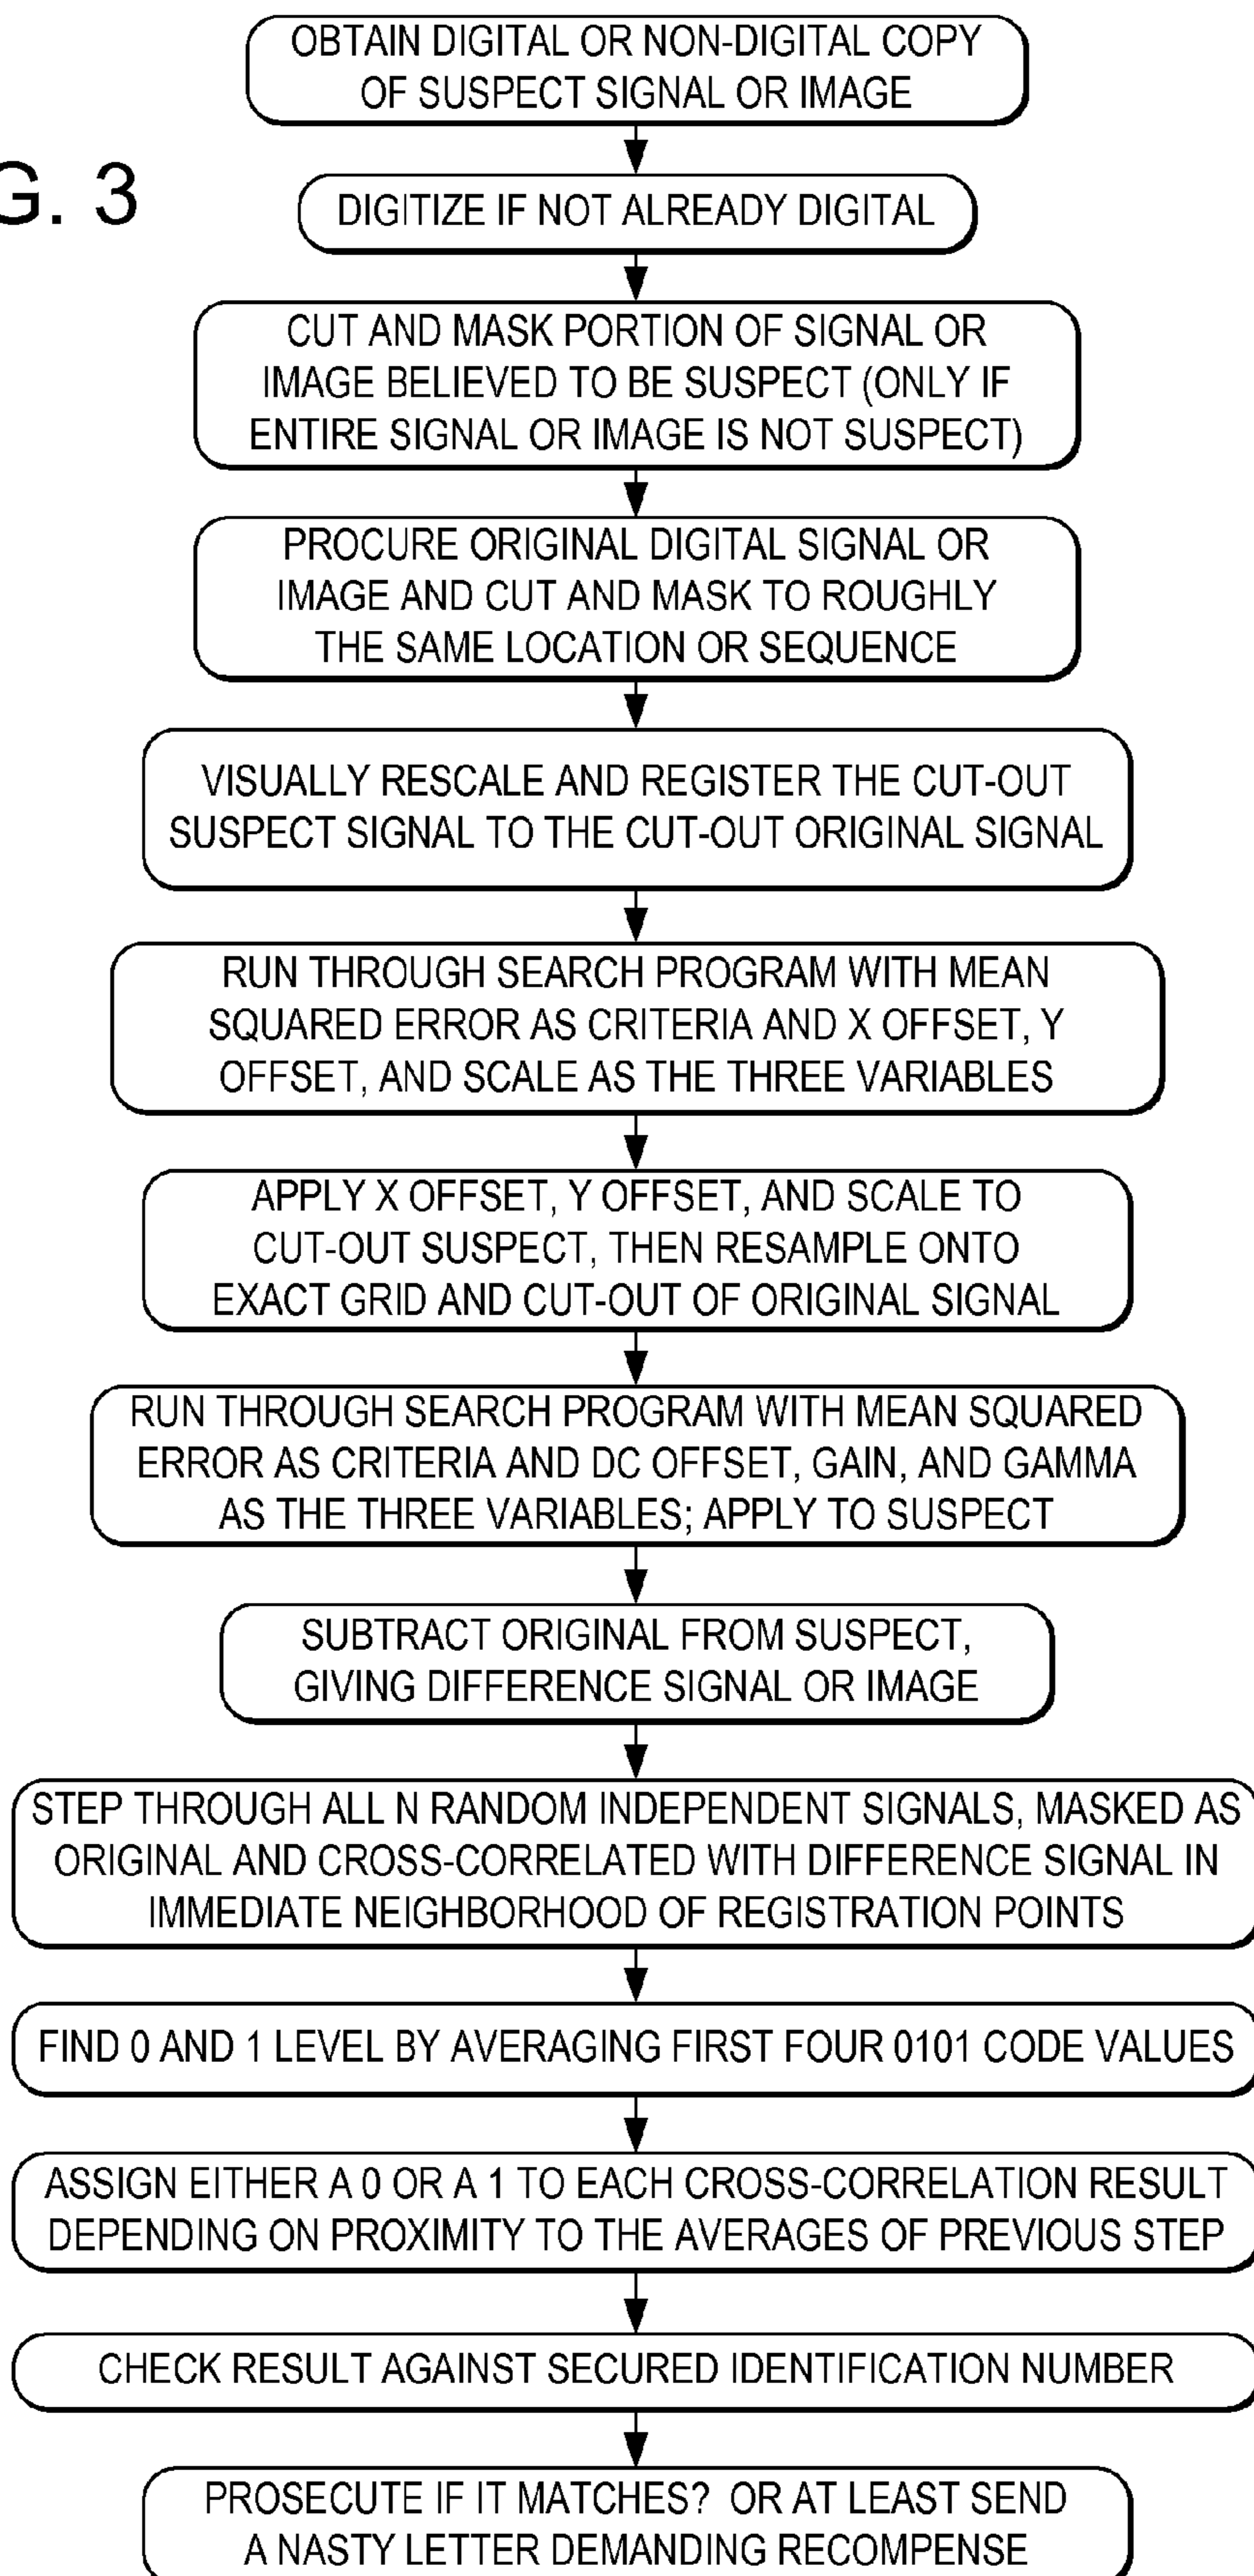 OBTAIN DIGITAL OR NON-DIGITAL COPY
OF SUSPECT SIGNAL OR IMAGE
G. 3
DIGITIZE IF NOT ALREADY DIGITAL
CUT AND MASK PORTION OF SIGNAL OR
IMAGE BELIEVED TO BE SUSPECT (ONLY IF
ENTIRE SIGNAL OR IMAGE IS NOT SUSPECT)
PROCURE ORIGINAL DIGITAL SIGNAL OR
IMAGE AND CUT AND MASK TO ROUGHLY
THE SAME LOCATION OR SEQUENCE
VISUALLY RESCALE AND REGISTER THE CUT-OUT
SUSPECT SIGNAL TO THE CUT-OUT ORIGINAL SIGNAL
RUN THROUGH SEARCH PROGRAM WITH MEAN
SQUARED ERROR AS CRITERIA AND X OFFSET, Y
OFFSET, AND SCALE AS THE THREE VARIABLES
APPLY X OFFSET, Y OFFSET, AND SCALE TO
CUT-OUT SUSPECT, THEN RESAMPLE ONTO
EXACT GRID AND CUT-OUT OF ORIGINAL SIGNAL
RUN THROUGH SEARCH PROGRAM WITH MEAN SQUARED
ERROR AS CRITERIA AND DC OFFSET, GAIN, AND GAMMA
AS THE THREE VARIABLES; APPLY TO SUSPECT
SUBTRACT ORIGINAL FROM SUSPECT,
GIVING DIFFERENCE SIGNAL OR IMAGE
STEP THROUGH ALL N RANDOM INDEPENDENT SIGNALS, MASKED AS
ORIGINAL AND CROSS-CORRELATED WITH DIFFERENCE SIGNAL IN
IMMEDIATE NEIGHBORHOOD OF REGISTRATION POINTS
FIND 0 AND 1 LEVEL BY AVERAGING FIRST FOUR 0101 CODE VALUES
ASSIGN EITHER A 0 OR A 1 TO EACH CROSS-CORRELATION RESULT
DEPENDING ON PROXIMITY TO THE AVERAGES OF PREVIOUS STEP
CHECK RESULT AGAINST SECURED IDENTIFICATION NUMBER
PROSECUTE IF IT MATCHES? OR AT LEAST SEND
A NASTY LETTER DEMANDING RECOMPENSE